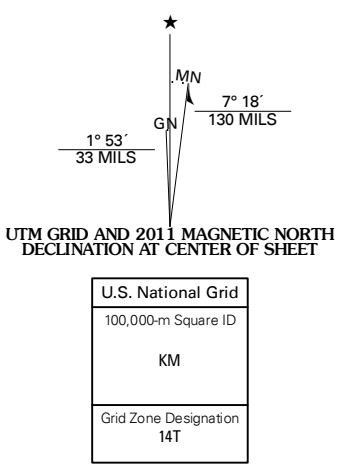 ★
MN
7° 18´
130 MILS
GN
1° 53´
33 MILS
UTM GRID AND 2011 MAGNETIC NORTH
DECLINATION AT CENTER OF SHEET
U.S. National Grid
100,000-m Square ID
KM
Grid Zone Designation
14T